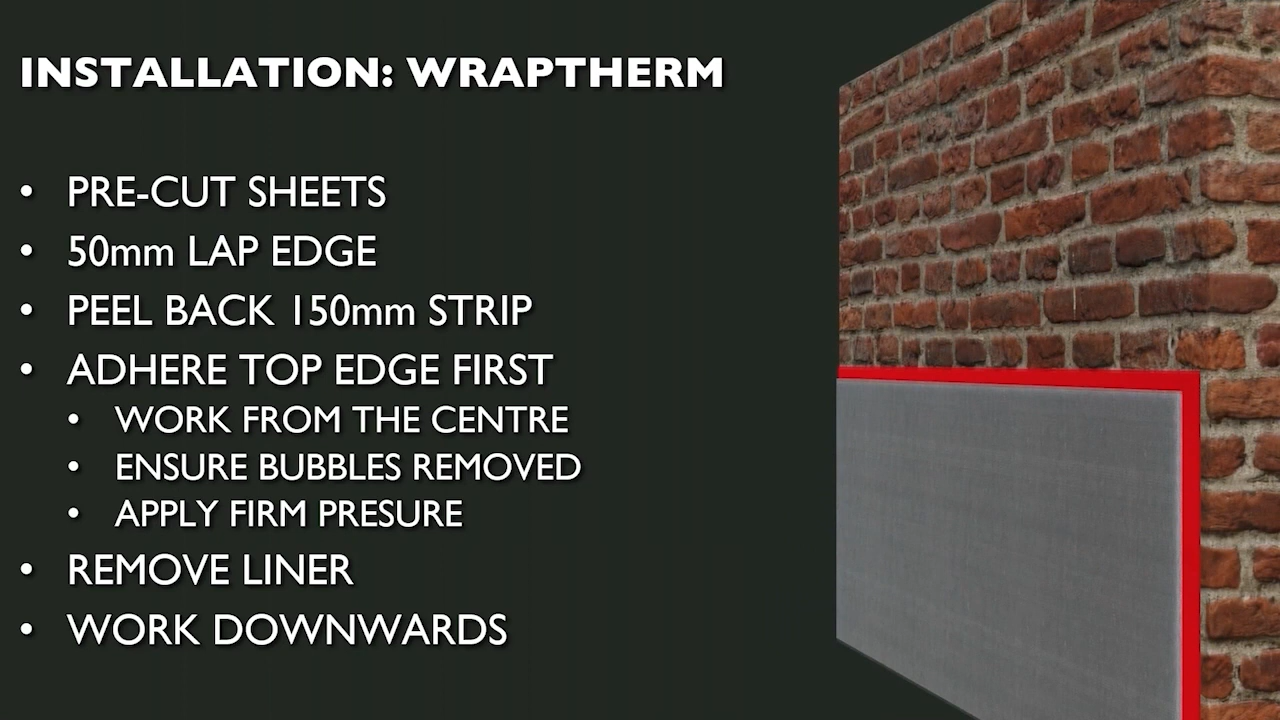 INSTALLATION: WRAPTHERM
• PRE-CUT SHEETS
• 50mm LAP EDGE
• PEEL BACK 150mm STRIP
• ADHERE TOP EDGE FIRST
• WORK FROM THE CENTRE
• ENSURE BUBBLES REMOVED
• APPLY FIRM PRESURE
• REMOVE LINER
• WORK DOWNWARDS